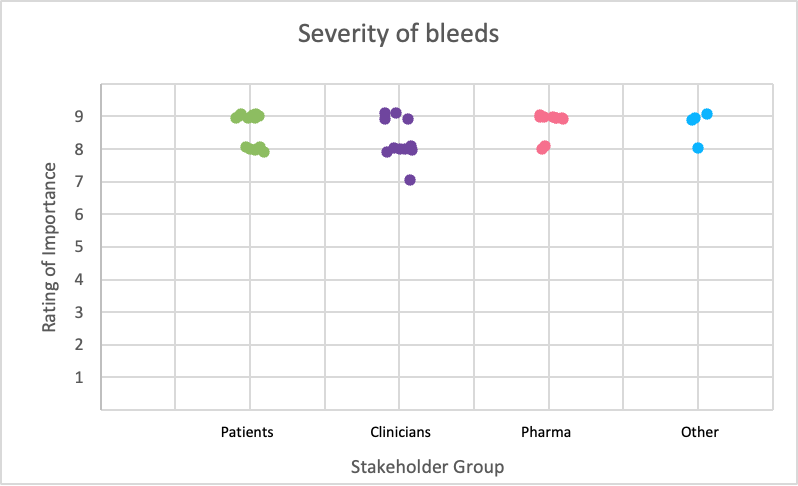 Severity of bleeds
Rating of Importance
9
8
7
6
5
4
3
2
1
Patients Clinicians Pharma Other
Stakeholder Group